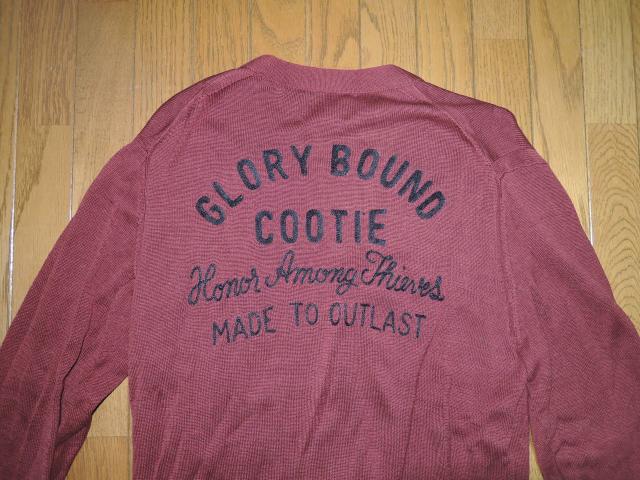 GLORY BOUND
COOTIE
Honor Among Thieves
MADE TO OUTLAST